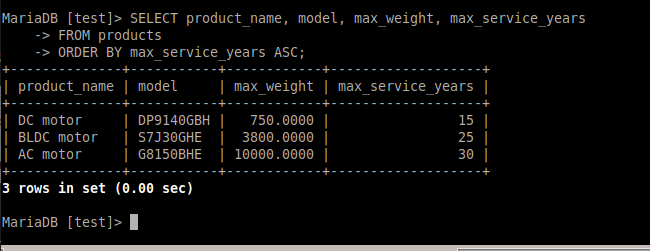 MariaDB [test]> SELECT product_name, model, max_weight, max_service_years
    -> FROM products
    -> ORDER BY max_service_years ASC;
+--------------+-----------+------------+-------------------+
| product_name | model     | max_weight | max_service_years |
+--------------+-----------+------------+-------------------+
| DC motor     | DP9140GBH |   750.0000 |                15 |
| BLDC motor   | S7J30GHE  |  3800.0000 |                25 |
| AC motor     | G8150BHE  | 10000.0000 |                30 |
+--------------+-----------+------------+-------------------+
3 rows in set (0.00 sec)
MariaDB [test]>